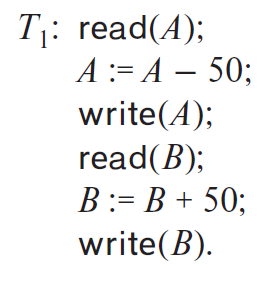 T₁: read(A);
A := A − 50;
write(A);
read(B);
B := B + 50;
write(B).